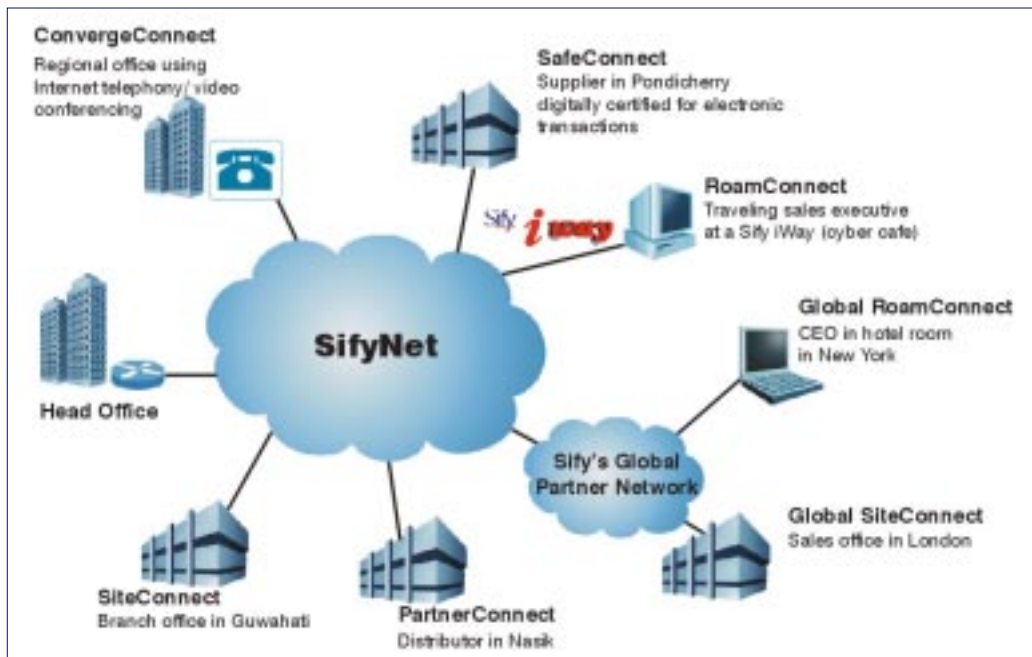 ConvergeConnect
Regional office using
Internet telephony/ video
conferencing
SafeConnect
Supplier in Pondicherry
digitally certified for electronic
transactions
Sify iway
RoamConnect
Traveling sales executive
at a Sify iWay (cyber cafe)
Global RoamConnect
CEO in hotel room
in New York
SifyNet
Head Office
Sify's Global
Partner Network
Global SiteConnect
Sales office in London
SiteConnect
Branch office in Guwahati
PartnerConnect
Distributor in Nasik